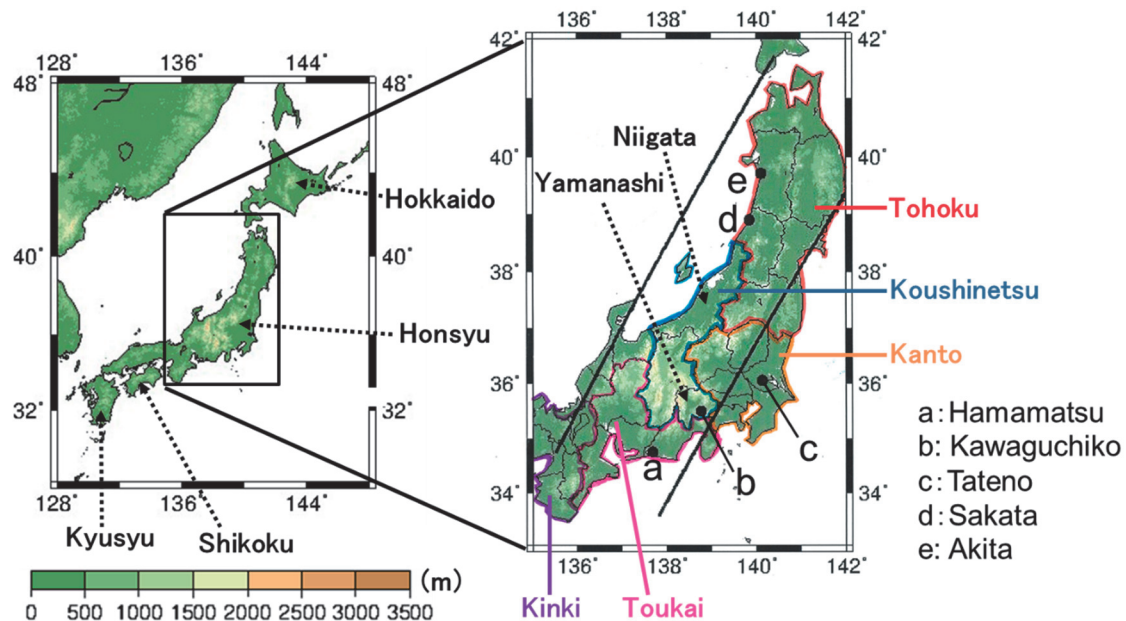 128° 136° 144°
48° 48°
40° 40°
32° 32°
128° 136° 144°
Hokkaido
Honsyu
Kyusyu
Shikoku
0 500 1000 1500 2000 2500 3000 3500 (m)
136° 138° 140° 142°
42° 42°
40° 40°
38° 38°
36° 36°
34° 34°
136° 138° 140° 142°
Niigata
Yamanashi
e
d
a
b
c
Tohoku
Koushinetsu
Kanto
Kinki
Toukai
a: Hamamatsu
b: Kawaguchiko
c: Tateno
d: Sakata
e: Akita